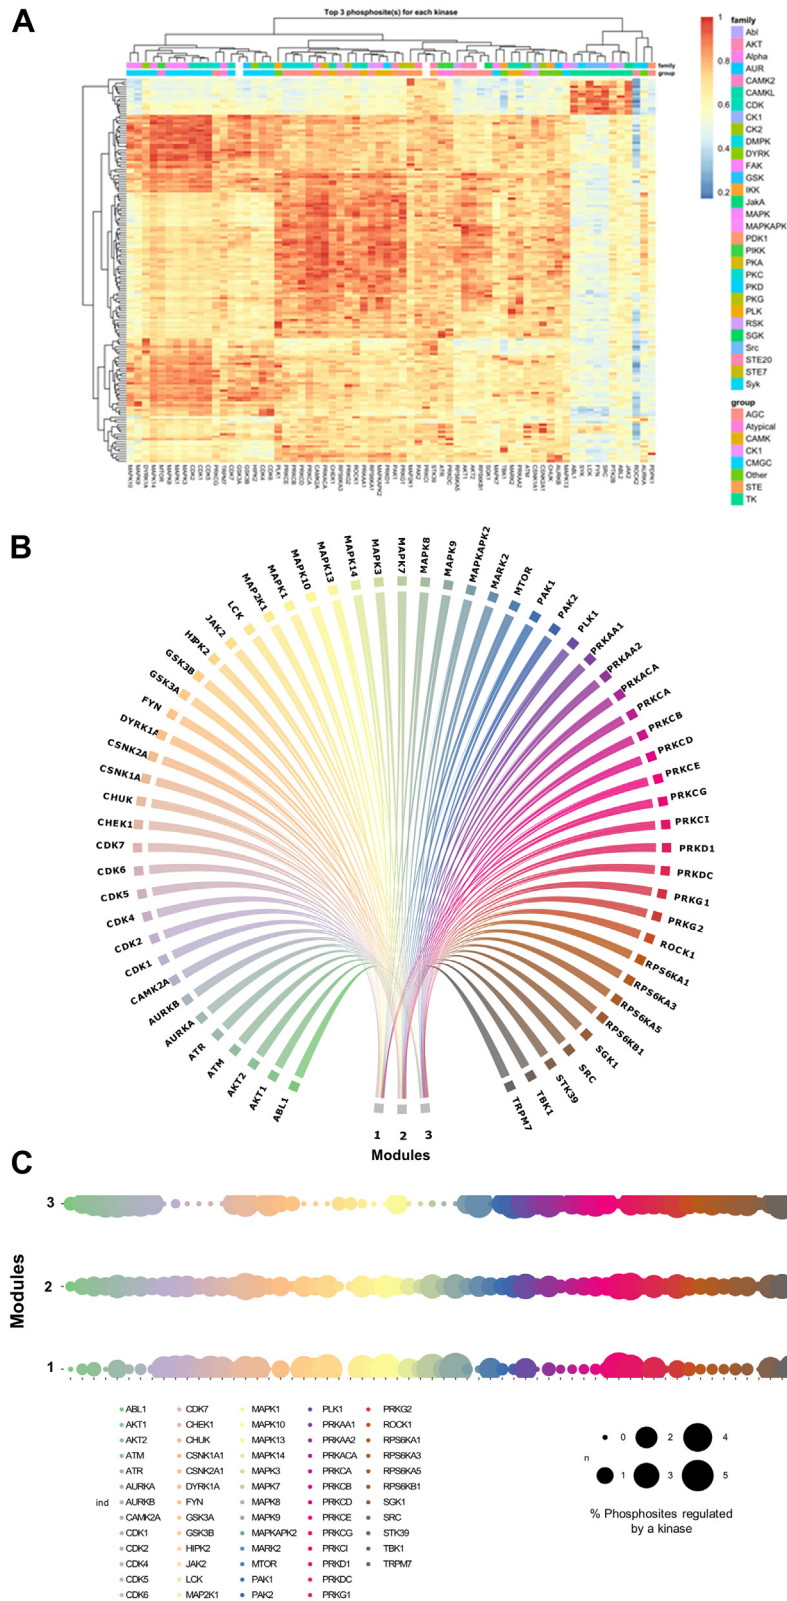 A
Top 3 phosphosite(s) for each kinase
family
group
1
0.8
0.6
0.4
0.2
family
Abl
AKT
Alpha
AUR
CAMK2
CAMKL
CDK
CK1
CK2
DMPK
DYRK
FAK
GSK
IKK
JakA
MAPK
MAPKAPK
PDK1
PIKK
PKA
PKC
PKD
PKG
PLK
RSK
SGK
Src
STE20
STE7
Syk
group
AGC
Atypical
CAMK
CK1
CMGC
Other
STE
TK
B
MAPK3
MAPK7
MAPK8
MAPK9
MAPKAPK2
MARK2
MTOR
PAK1
PAK2
PLK1
PRKAA1
PRKAA2
PRKACA
PRKCA
PRKCB
PRKCD
PRKCE
PRKCG
PRKCI
PRKD1
PRKDC
PRKG1
PRKG2
ROCK1
RPS6KA1
RPS6KA3
RPS6KA5
RPS6KB1
SGK1
SRC
STK39
TBK1
TRPM7
MAPK14
MAPK13
MAPK10
MAPK1
MAP2K1
LCK
JAK2
HIPK2
GSK3B
GSK3A
FYN
DYRK1A
CSNK2A
CSNK1A
CHUK
CHEK1
CDK7
CDK6
CDK5
CDK4
CDK2
CDK1
CAMK2A
AURKB
AURKA
ATR
ATM
AKT2
AKT1
ABL1
1 2 3
Modules
C
Modules
3
2
1
ind
ABL1 CDK7 MAPK1 PLK1 PRKG2
AKT1 CHEK1 MAPK10 PRKAA1 ROCK1
AKT2 CHUK MAPK13 PRKAA2 RPS6KA1
ATM CSNK1A1 MAPK14 PRKACA RPS6KA3
ATR CSNK2A1 MAPK3 PRKCA RPS6KA5
AURKA DYRK1A MAPK7 PRKCB RPS6KB1
AURKB FYN MAPK8 PRKCD SGK1
CAMK2A GSK3A MAPK9 PRKCE SRC
CDK1 GSK3B MAPKAPK2 PRKCG STK39
CDK2 HIPK2 MARK2 PRKCI TBK1
CDK4 JAK2 MTOR PRKD1 TRPM7
CDK5 LCK PAK1 PRKDC
CDK6 MAP2K1 PAK2 PRKG1
n
0 2 4
1 3 5
% Phosphosites regulated
by a kinase